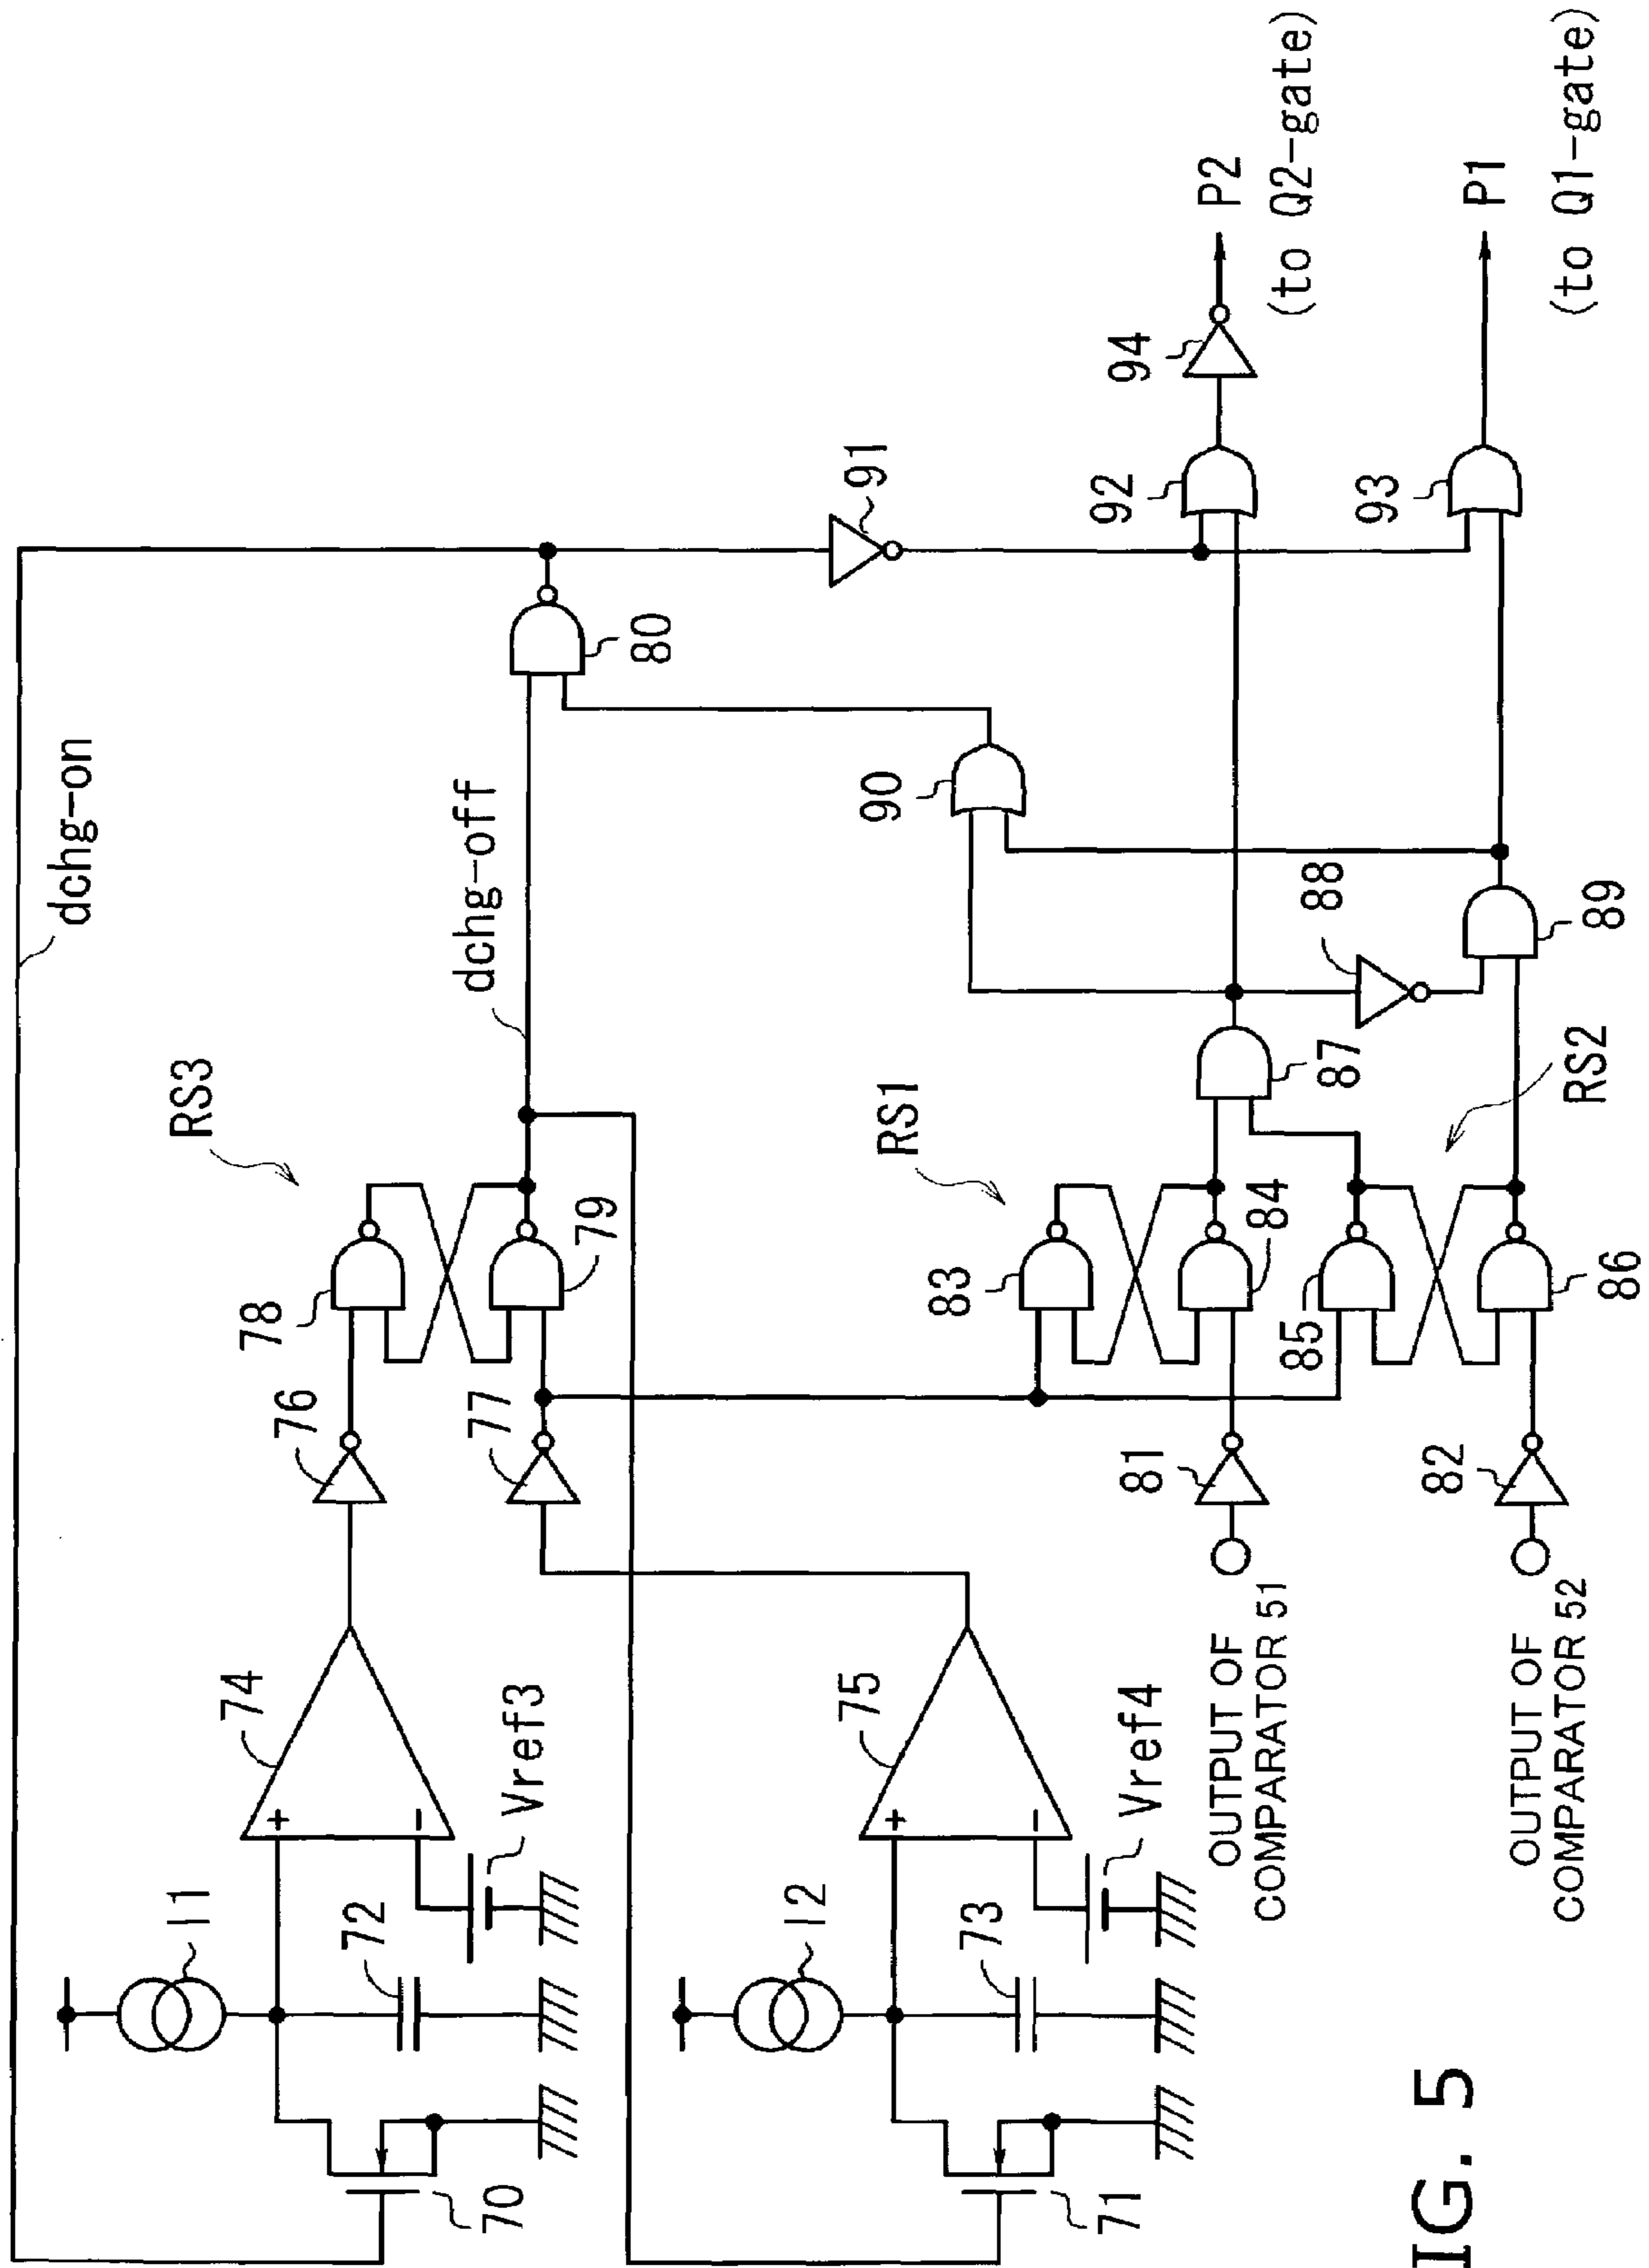 dchg-on
RS3
dchg-off
I1
74
76
78
72
Vref3
77
79
80
91
70
I2
75
73
Vref4
71
RS1
83
84
85
86
RS2
90
87
88
89
92
94
P2
(to Q2-gate)
93
P1
(to Q1-gate)
81
OUTPUT OF
COMPARATOR 51
82
OUTPUT OF
COMPARATOR 52
IG. 5